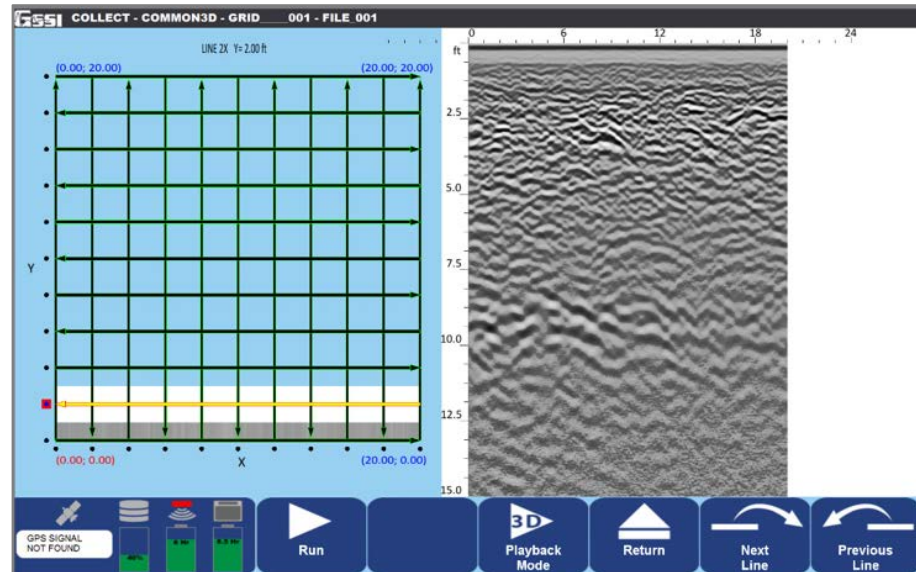 GSSI COLLECT - COMMON3D - GRID____001 - FILE_001
LINE 2X Y= 2.00 ft
(0.00; 20.00) (20.00; 20.00)
Y
(0.00; 0.00) X (20.00; 0.00)
ft 0 6 12 18 24
2.5
5.0
7.5
10.0
12.5
15.0
GPS SIGNAL
NOT FOUND
46%
Run
3D
Playback
Mode
Return
Next
Line
Previous
Line